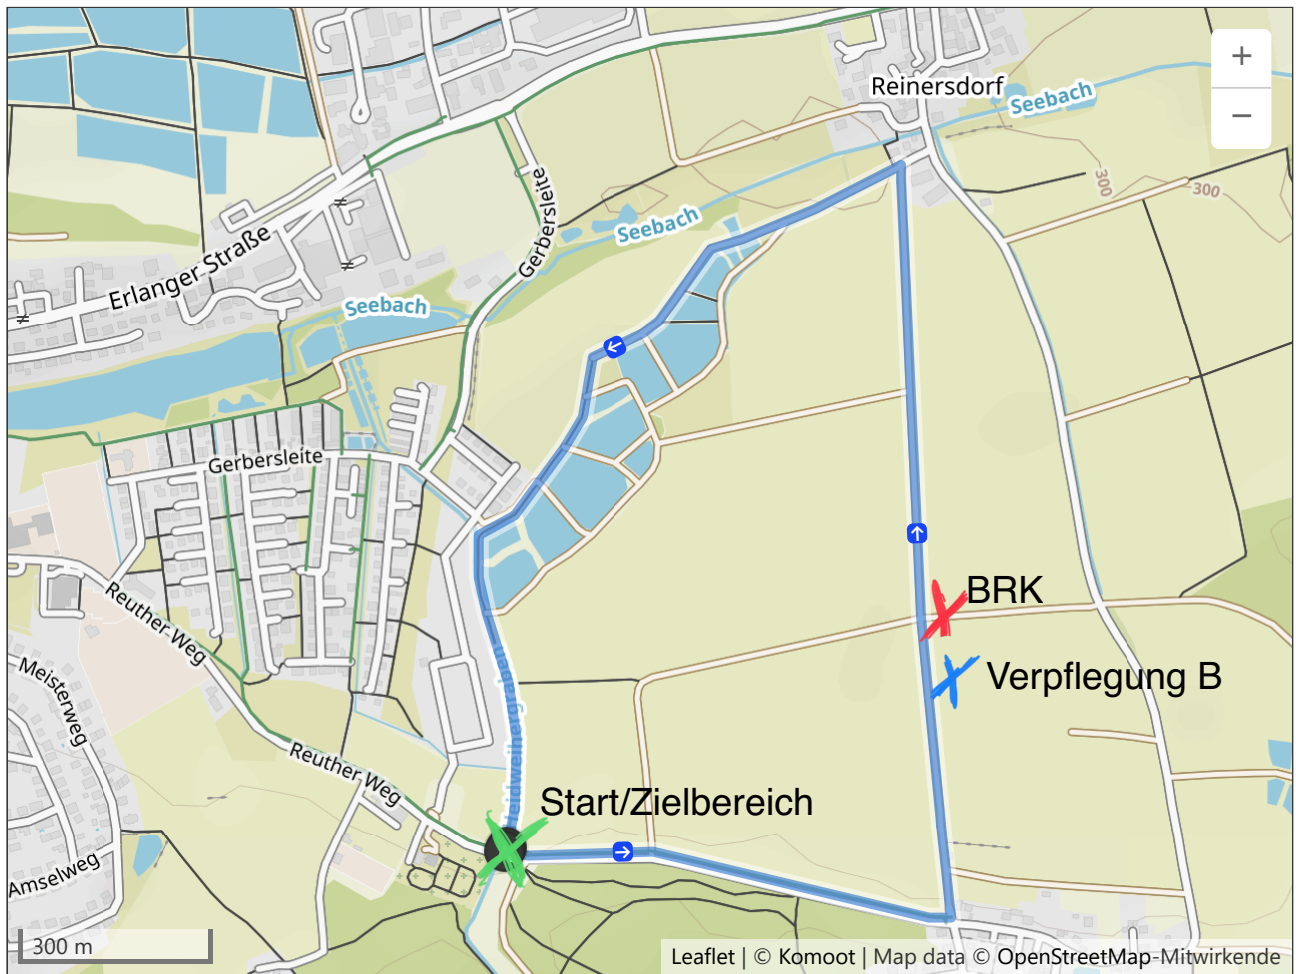 +
Reinersdorf
−
Seebach
300
300
Gerbersleite
Seebach
Erlanger Straße
Seebach
Gerbersleite
BRK
Reuther Weg
Verpflegung B
Meisterweg
Heidweihergraben
Reuther Weg
Start/Zielbereich
Amselweg
300 m
Leaflet | © Komoot | Map data © OpenStreetMap-Mitwirkende